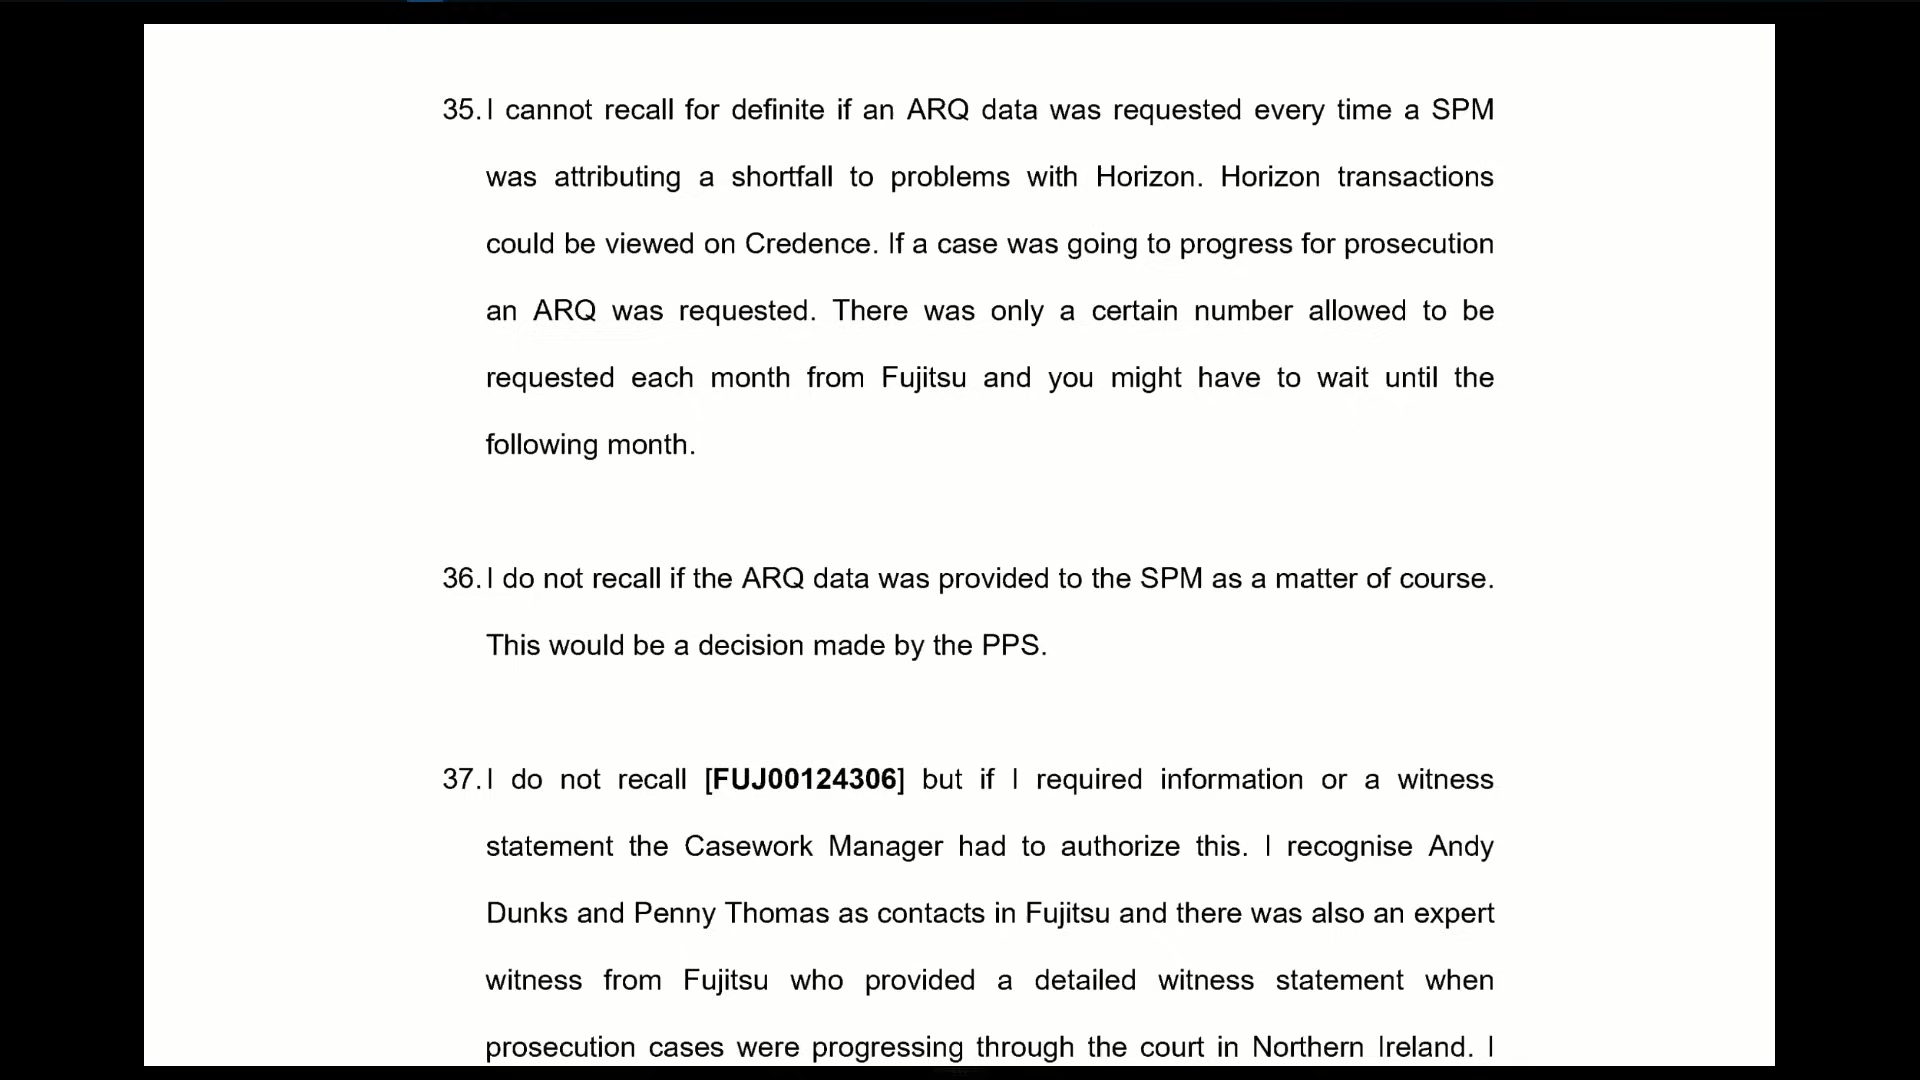 35. I cannot recall for definite if an ARQ data was requested every time a SPM
was attributing a shortfall to problems with Horizon. Horizon transactions
could be viewed on Credence. If a case was going to progress for prosecution
an ARQ was requested. There was only a certain number allowed to be
requested each month from Fujitsu and you might have to wait until the
following month.
36. I do not recall if the ARQ data was provided to the SPM as a matter of course.
This would be a decision made by the PPS.
37. I do not recall [FUJ00124306] but if I required information or a witness
statement the Casework Manager had to authorize this. I recognise Andy
Dunks and Penny Thomas as contacts in Fujitsu and there was also an expert
witness from Fujitsu who provided a detailed witness statement when
prosecution cases were progressing through the court in Northern Ireland. I